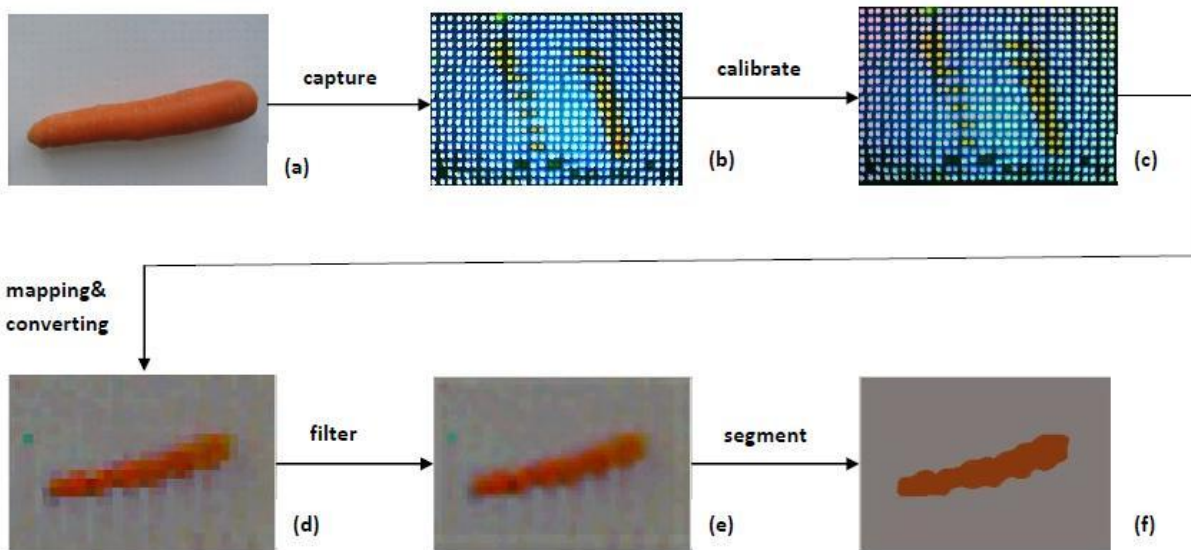 capture
calibrate
(a)
(b)
(c)
mapping&
converting
filter
segment
(d)
(e)
(f)